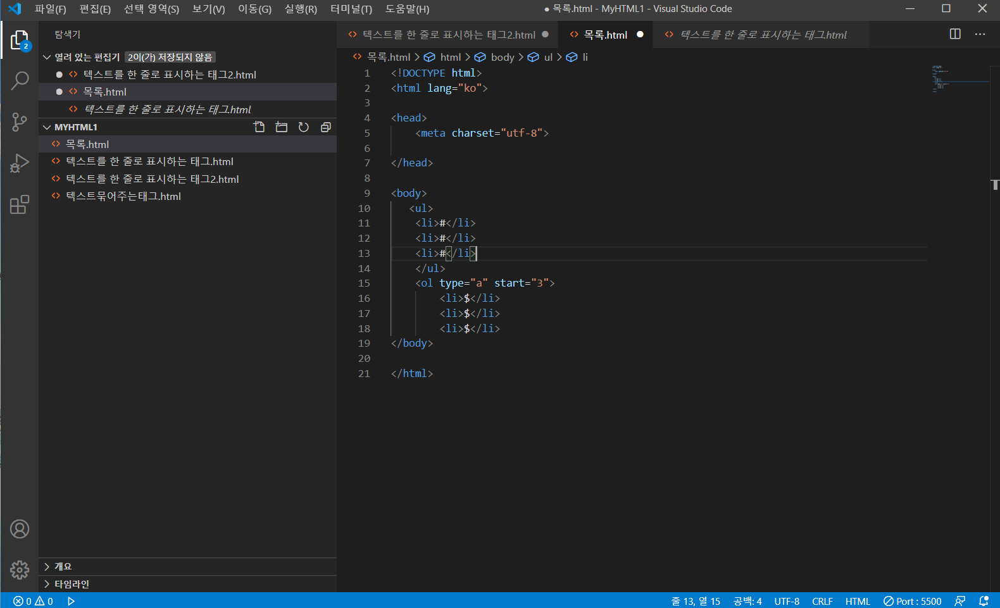 파일(F) 편집(E) 선택 영역(S) 보기(V) 이동(G) 실행(R) 터미널(T) 도움말(H) ● 목록.html - MyHTML1 - Visual Studio Code
탐색기
열려 있는 편집기 2이(가) 저장되지 않음
텍스트를 한 줄로 표시하는 태그2.html
목록.html
텍스트를 한 줄로 표시하는 태그.html
MYHTML1
목록.html
텍스트를 한 줄로 표시하는 태그.html
텍스트를 한 줄로 표시하는 태그2.html
텍스트묶어주는태그.html
개요
타임라인
2
텍스트를 한 줄로 표시하는 태그2.html ● 목록.html ● 텍스트를 한 줄로 표시하는 태그.html
목록.html > html > body > ul > li
1 <!DOCTYPE html>
2 <html lang="ko">
3
4 <head>
5 <meta charset="utf-8">
6
7 </head>
8
9 <body>
10 <ul>
11 <li>#</li>
12 <li>#</li>
13 <li>#</li>
14 </ul>
15 <ol type="a" start="3">
16 <li>$</li>
17 <li>$</li>
18 <li>$</li>
19 </body>
20
21 </html>
0 0 줄 13, 열 15 공백: 4 UTF-8 CRLF HTML Port : 5500